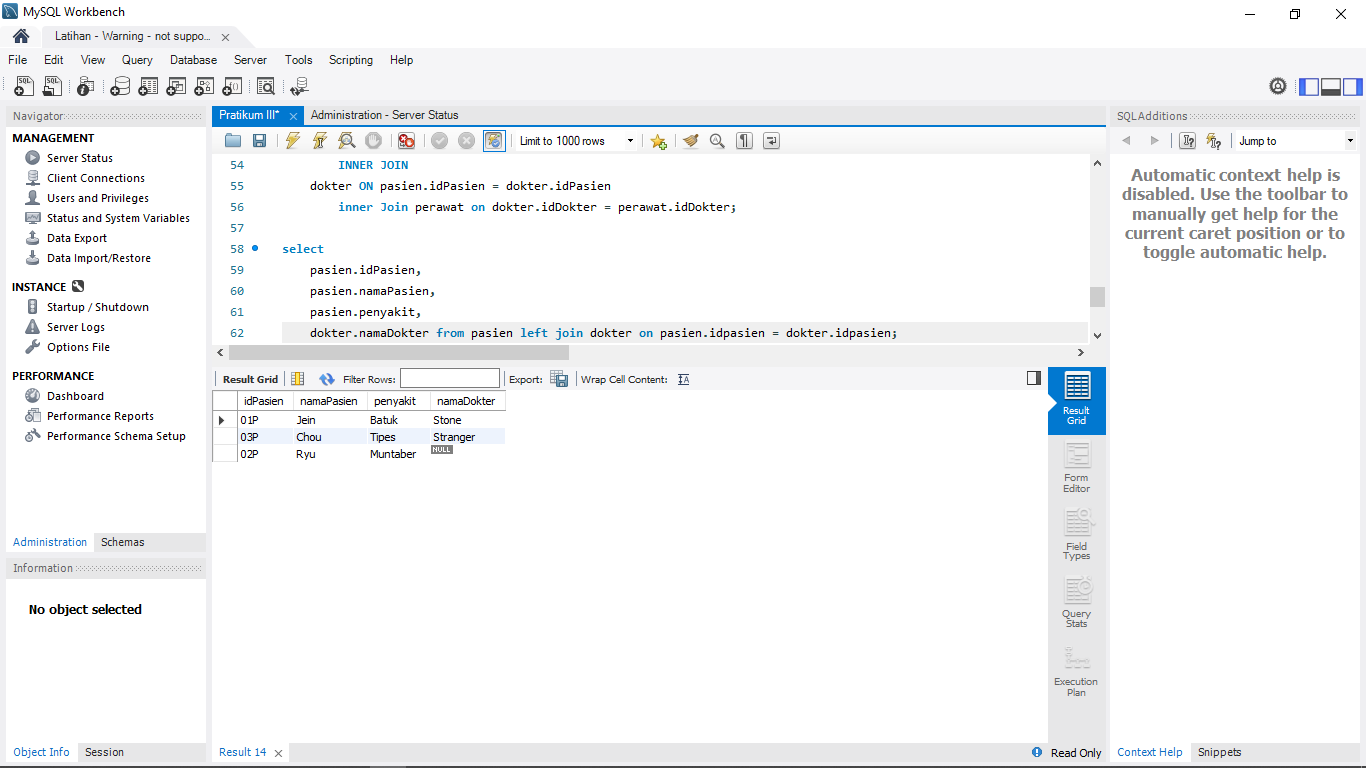 MySQL Workbench
Latihan - Warning - not suppo...
File Edit View Query Database Server Tools Scripting Help
Navigator
MANAGEMENT
Server Status
Client Connections
Users and Privileges
Status and System Variables
Data Export
Data Import/Restore
INSTANCE
Startup / Shutdown
Server Logs
Options File
PERFORMANCE
Dashboard
Performance Reports
Performance Schema Setup
Administration Schemas
Information
No object selected
Object Info Session
Pratikum III* Administration - Server Status
Limit to 1000 rows
54 INNER JOIN
55 dokter ON pasien.idPasien = dokter.idPasien
56 inner Join perawat on dokter.idDokter = perawat.idDokter;
57
58 select
59 pasien.idPasien,
60 pasien.namaPasien,
61 pasien.penyakit,
62 dokter.namaDokter from pasien left join dokter on pasien.idpasien = dokter.idpasien;
Result Grid Filter Rows: Export: Wrap Cell Content:
idPasien namaPasien penyakit namaDokter
01P Jein Batuk Stone
03P Chou Tipes Stranger
02P Ryu Muntaber NULL
Result
Grid
Form
Editor
Field
Types
Query
Stats
Execution
Plan
Result 14
Read Only
SQLAdditions
Jump to
Automatic context help is
disabled. Use the toolbar to
manually get help for the
current caret position or to
toggle automatic help.
Context Help Snippets